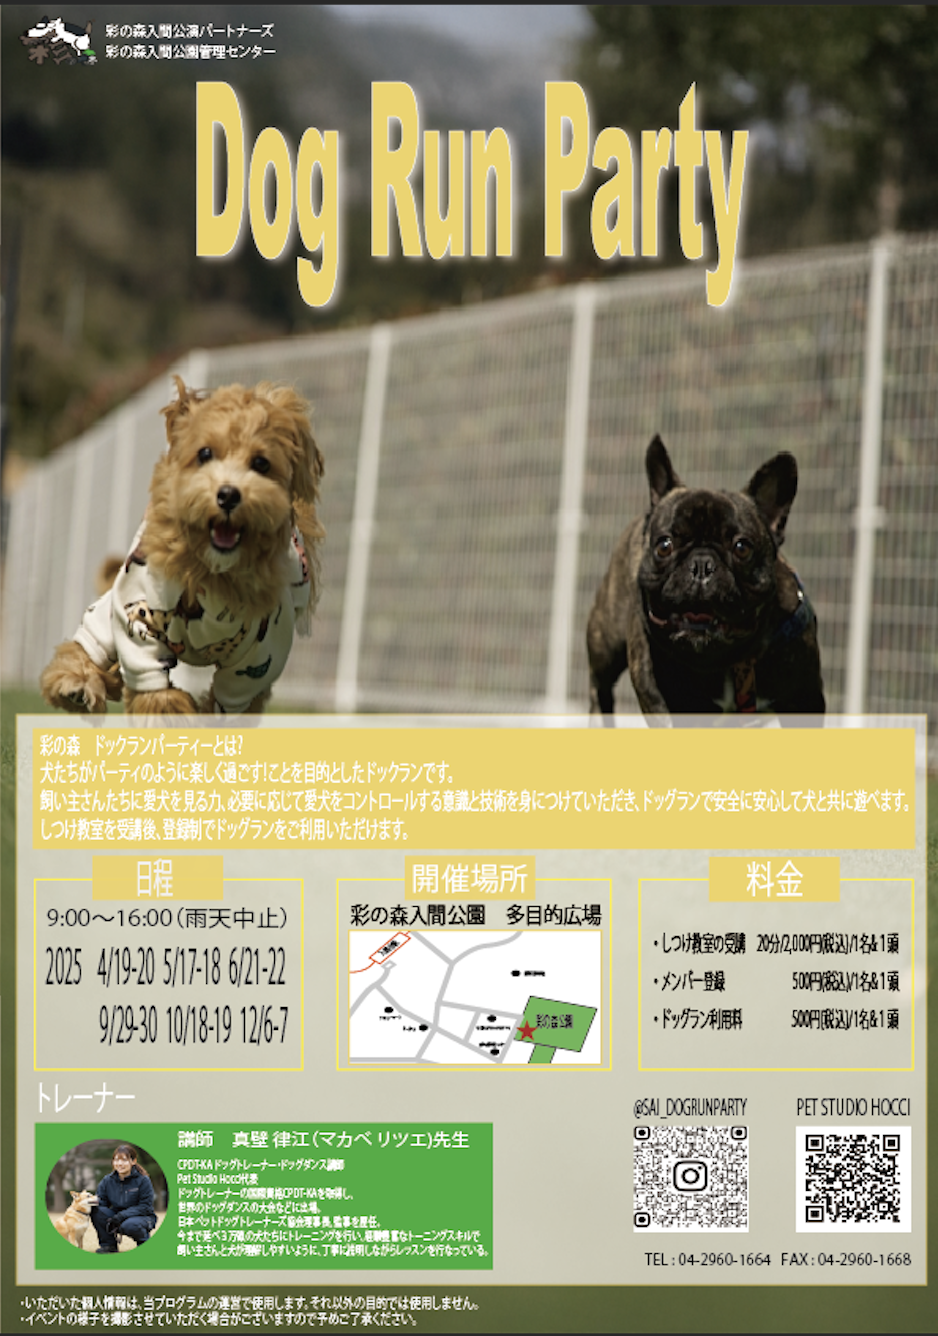 彩の森入間公演パートナーズ
彩の森入間公園管理センター
Dog Run Party
彩の森　ドックランパーティーとは?
犬たちがパーティのように楽しく過ごす!ことを目的としたドックランです。
飼い主さんたちに愛犬を見る力、必要に応じて愛犬をコントロールする意識と技術を身につけていただき、ドッグランで安全に安心して犬と共に遊べます。
しつけ教室を受講後、登録制でドッグランをご利用いただけます。
日程
9:00〜16:00（雨天中止）
2025 4/19-20 5/17-18 6/21-22
9/29-30 10/18-19 12/6-7
開催場所
彩の森入間公園　多目的広場
彩の森公園
料金
・しつけ教室の受講　20分/2,000円(税込)/1名&1頭
・メンバー登録　500円(税込)/1名&1頭
・ドッグラン利用料　500円(税込)/1名&1頭
トレーナー
講師　真壁 律江（マカベ リツエ)先生
CPDT-KA ドッグトレーナー・ドッグダンス講師
Pet Studio Hocci代表
ドッグトレーナーの国際資格CPDT-KAを取得し、
世界のドッグダンスの大会などに出場。
日本ペットドッグトレーナーズ協会理事長、監事を歴任。
今まで延べ３万頭の犬たちにトレーニングを行い、経験豊富なトーニングスキルで
飼い主さんと犬が理解しやすいように、丁寧に説明しながらレッスンを行なっている。
@SAI_DOGRUNPARTY
PET STUDIO HOCCI
TEL : 04-2960-1664 FAX : 04-2960-1668
・いただいた個人情報は、当プログラムの運営で使用します。それ以外の目的では使用しません。
・イベントの様子を撮影させていただく場合がございますので予めご了承ください。